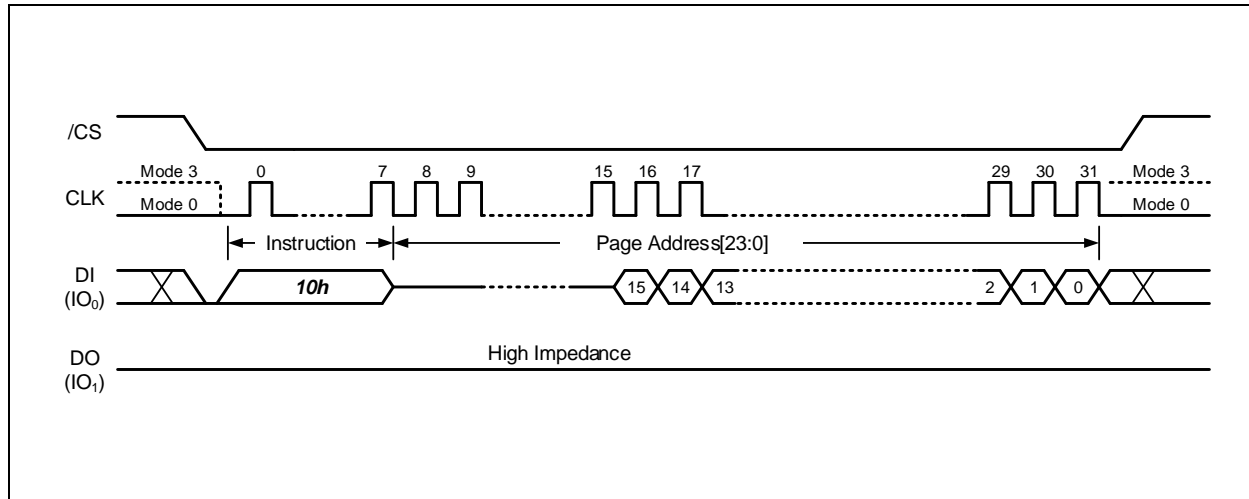 /CS
Mode 3 0 7 8 9 15 16 17 29 30 31 Mode 3
CLK
Mode 0 Mode 0
Instruction Page Address[23:0]
DI
(IO₀)
10h 15 14 13 2 1 0
High Impedance
DO
(IO₁)